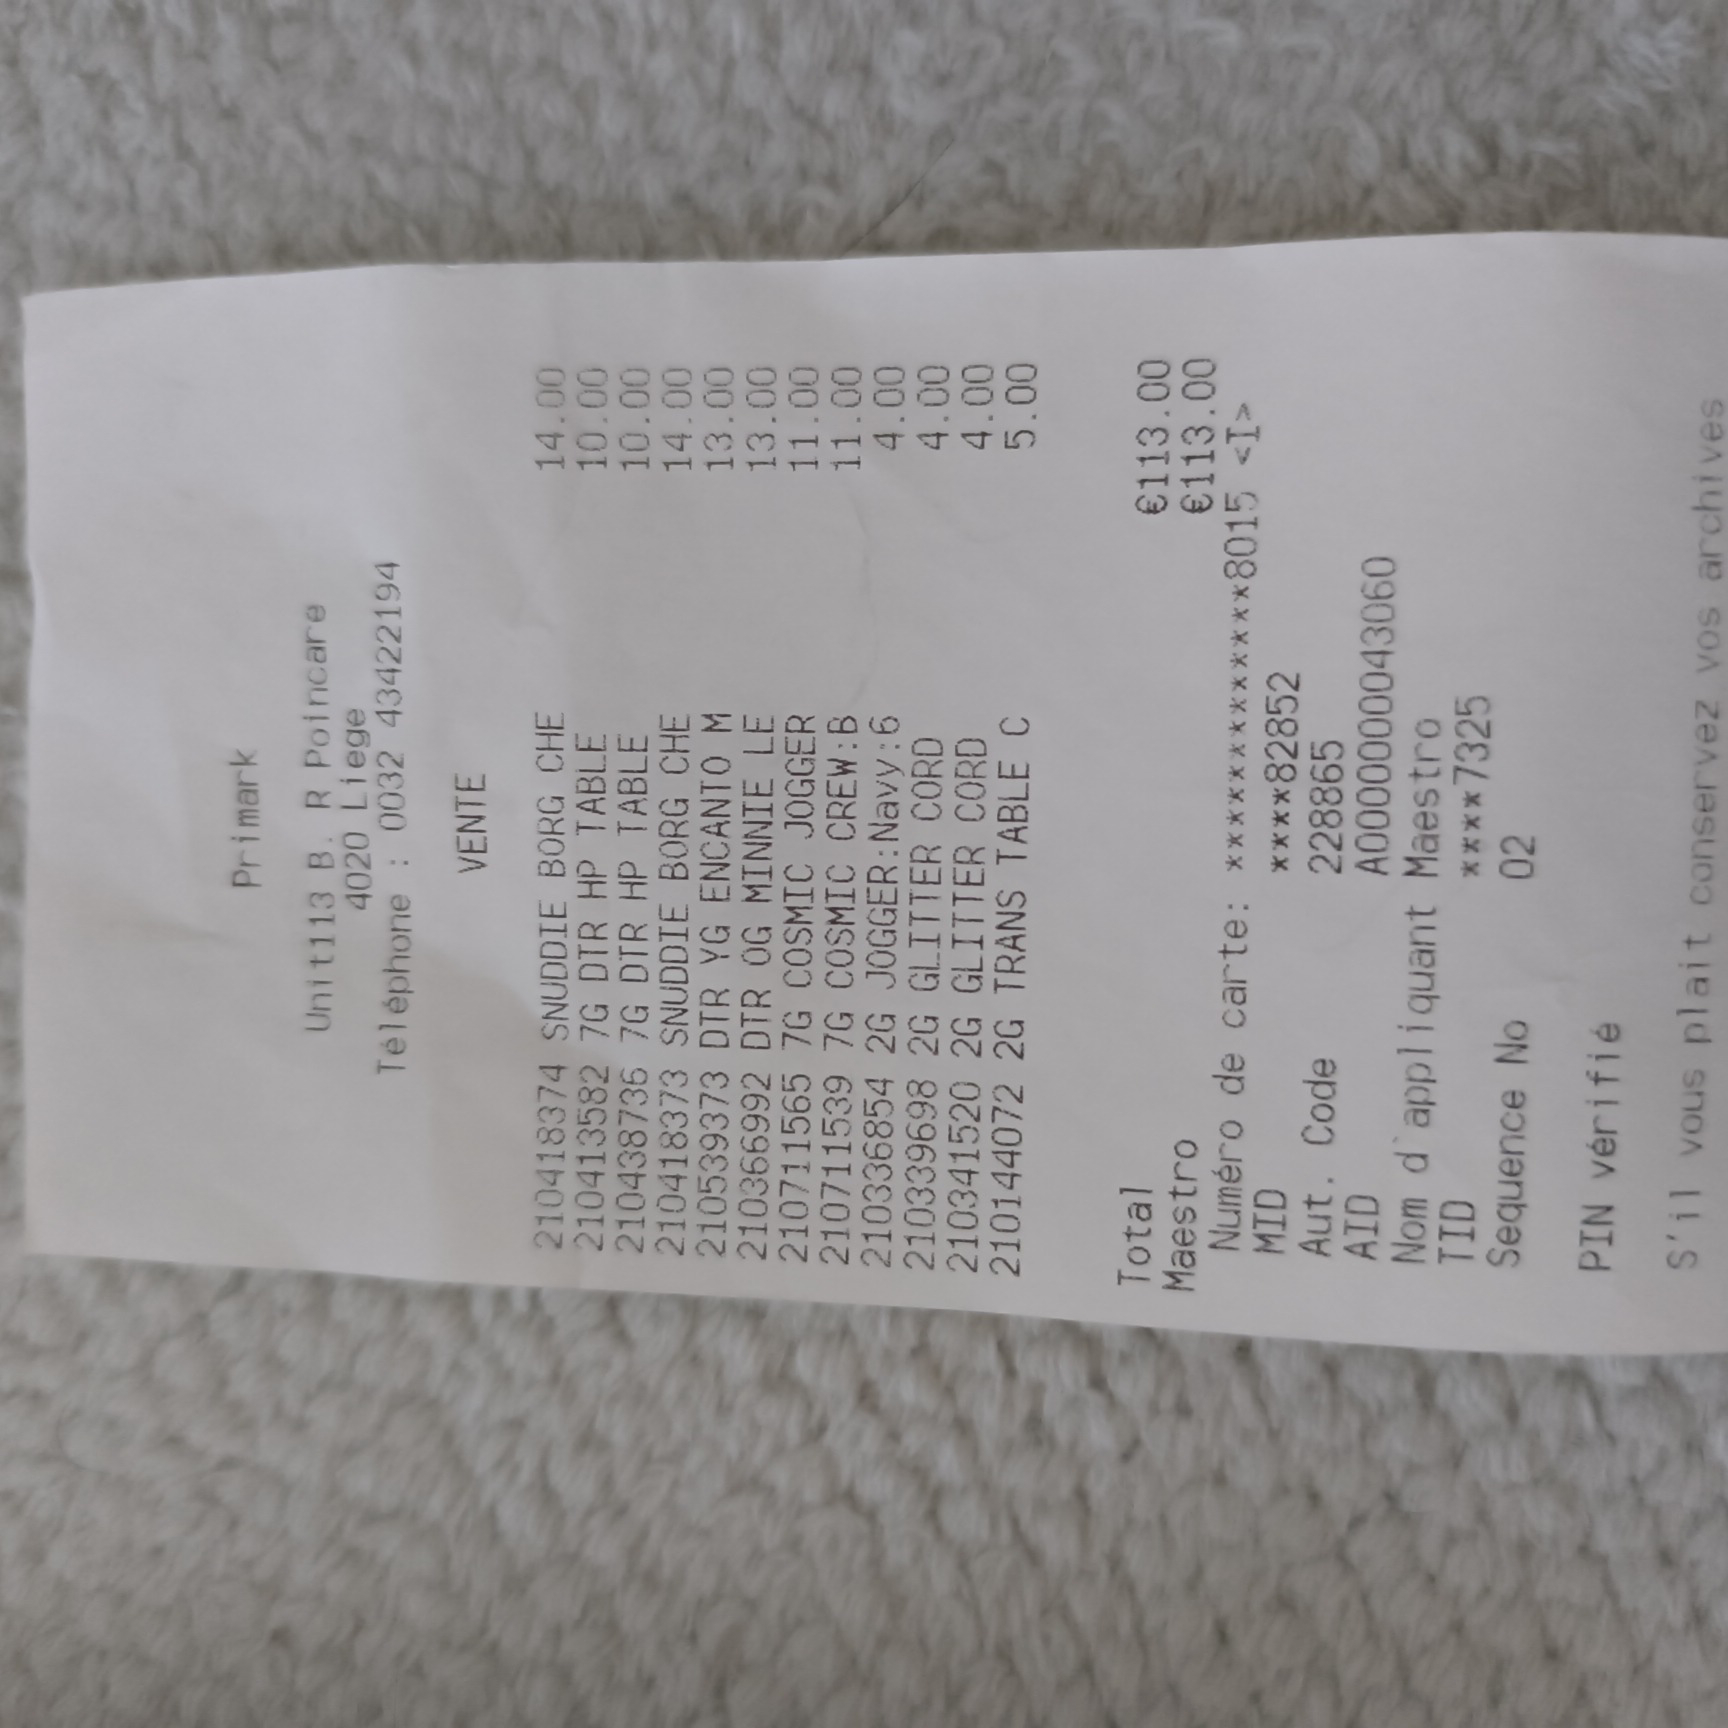 Primark
Unit113 B. R Poincare
4020 Liege
Téléphone : 0032 43422194
VENTE
210418374 SNUDDIE BORG CHE 14.00
210413582 7G DTR HP TABLE 10.00
210438736 7G DTR HP TABLE 10.00
210418373 SNUDDIE BORG CHE 14.00
210539373 DTR YG ENCANTO M 13.00
210366992 DTR OG MINNIE LE 13.00
210711565 7G COSMIC JOGGER 11.00
210711539 7G COSMIC CREW:B 11.00
210336854 2G JOGGER:Navy:6 4.00
210339698 2G GLITTER CORD 4.00
210341520 2G GLITTER CORD 4.00
210144072 2G TRANS TABLE C 5.00
Total €113.00
Maestro €113.00
Numéro de carte: ***************8015 <I>
MID ****82852
Aut. Code 228865
AID A0000000043060
Nom d`appliquant Maestro
TID ****7325
Sequence No 02
PIN vérifié
S'il vous plait conservez vos archives